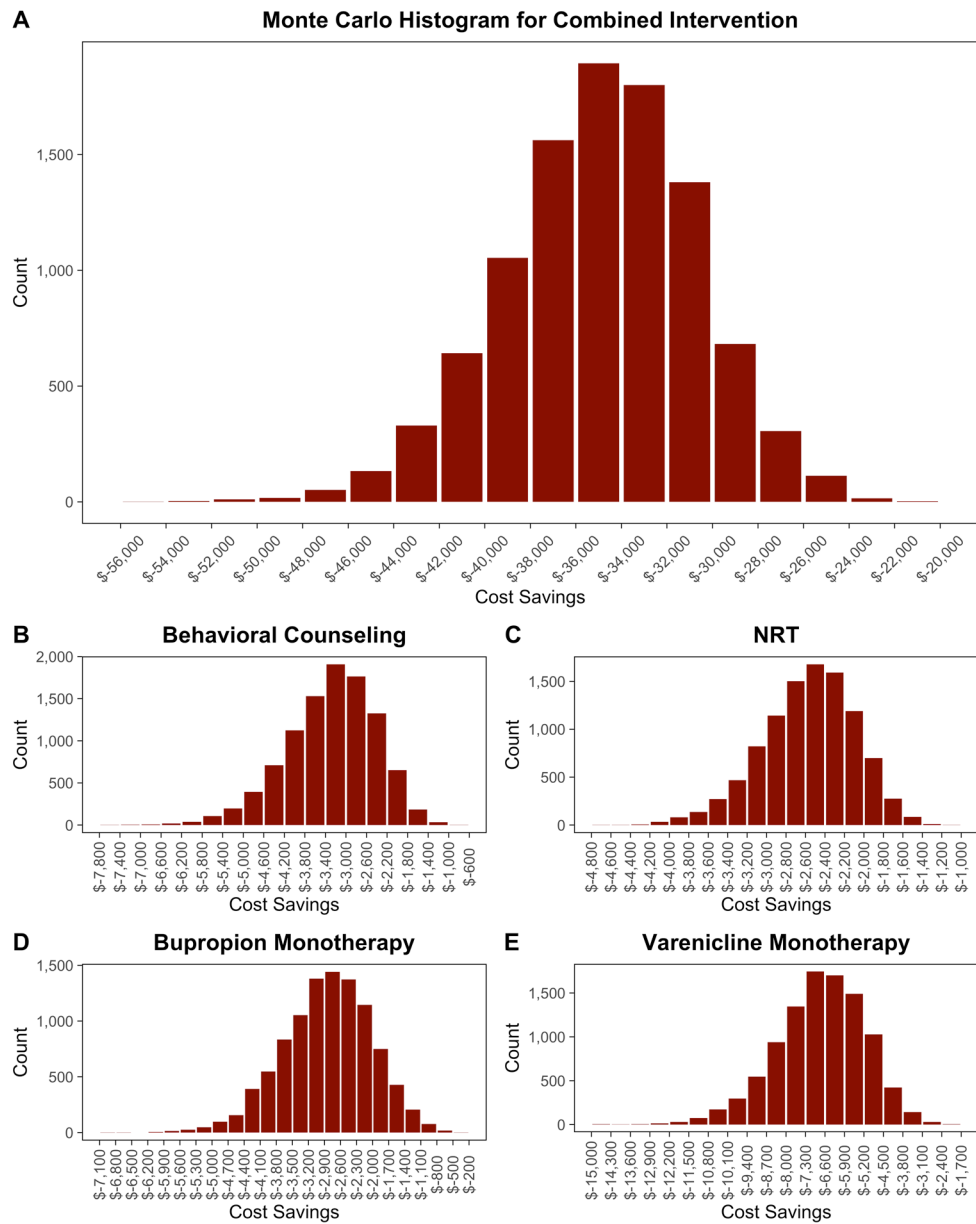 A Monte Carlo Histogram for Combined Intervention
Count
1,500
1,000
500
0
$-56,000 $-54,000 $-52,000 $-50,000 $-48,000 $-46,000 $-44,000 $-42,000 $-40,000 $-38,000 $-36,000 $-34,000 $-32,000 $-30,000 $-28,000 $-26,000 $-24,000 $-22,000 $-20,000
Cost Savings
B Behavioral Counseling
Count
2,000
1,500
1,000
500
0
$-7,800 $-7,400 $-7,000 $-6,600 $-6,200 $-5,800 $-5,400 $-5,000 $-4,600 $-4,200 $-3,800 $-3,400 $-3,000 $-2,600 $-2,200 $-1,800 $-1,400 $-1,000 $-600
Cost Savings
C NRT
Count
1,500
1,000
500
0
$-4,800 $-4,600 $-4,400 $-4,200 $-4,000 $-3,800 $-3,600 $-3,400 $-3,200 $-3,000 $-2,800 $-2,600 $-2,400 $-2,200 $-2,000 $-1,800 $-1,600 $-1,400 $-1,200 $-1,000
Cost Savings
D Bupropion Monotherapy
Count
1,500
1,000
500
0
$-7,100 $-6,800 $-6,500 $-6,200 $-5,900 $-5,600 $-5,300 $-5,000 $-4,700 $-4,400 $-4,100 $-3,800 $-3,500 $-3,200 $-2,900 $-2,600 $-2,300 $-2,000 $-1,700 $-1,400 $-1,100 $-800 $-500 $-200
Cost Savings
E Varenicline Monotherapy
Count
1,500
1,000
500
0
$-15,000 $-14,300 $-13,600 $-12,900 $-12,200 $-11,500 $-10,800 $-10,100 $-9,400 $-8,700 $-8,000 $-7,300 $-6,600 $-5,900 $-5,200 $-4,500 $-3,800 $-3,100 $-2,400 $-1,700
Cost Savings